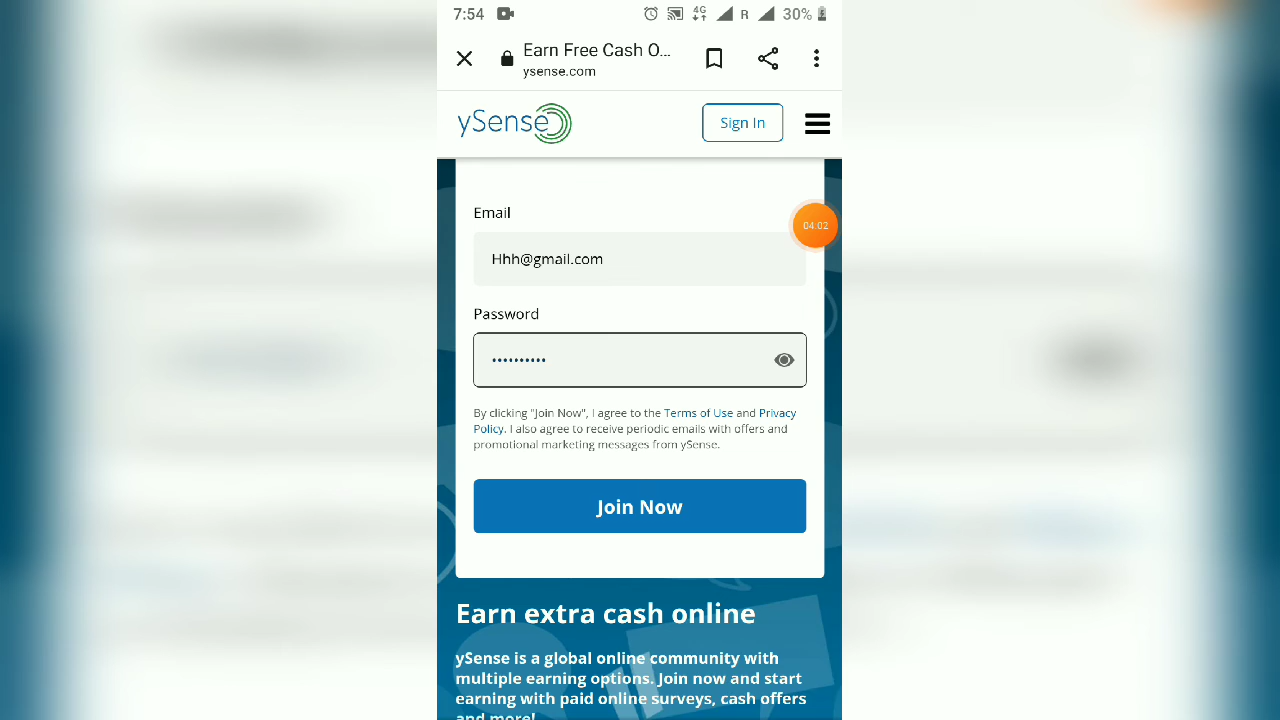 7:54 4G R 30%
Earn Free Cash O...
ysense.com
ySense Sign In
Email
04:02
Hhh@gmail.com
Password
••••••••••
By clicking "Join Now", I agree to the Terms of Use and Privacy
Policy. I also agree to receive periodic emails with offers and
promotional marketing messages from ySense.
Join Now
Earn extra cash online
ySense is a global online community with
multiple earning options. Join now and start
earning with paid online surveys, cash offers
and more!